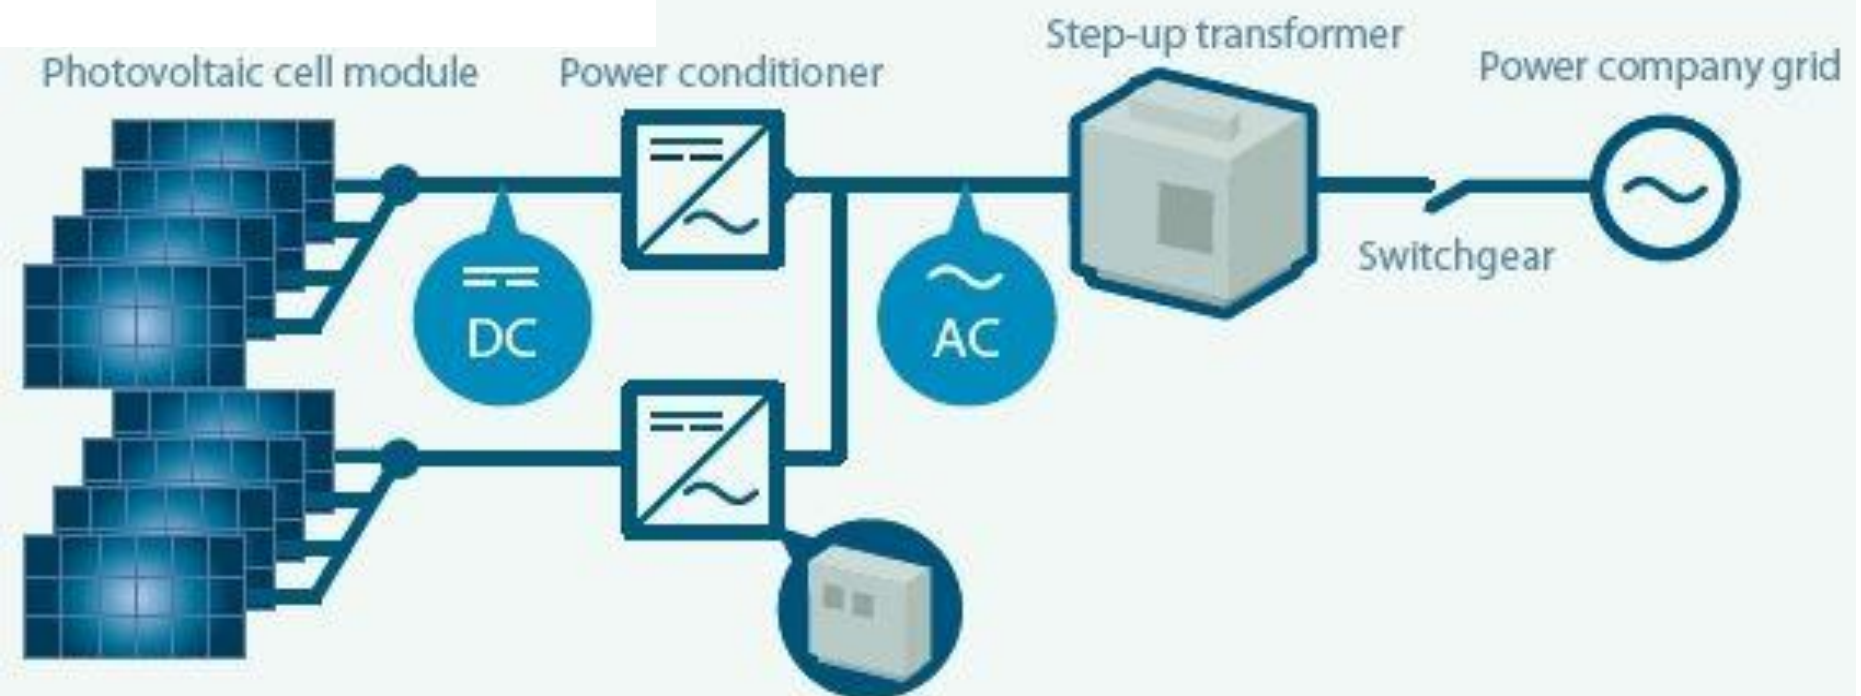 Photovoltaic cell module
Power conditioner
Step-up transformer
Power company grid
DC
AC
Switchgear